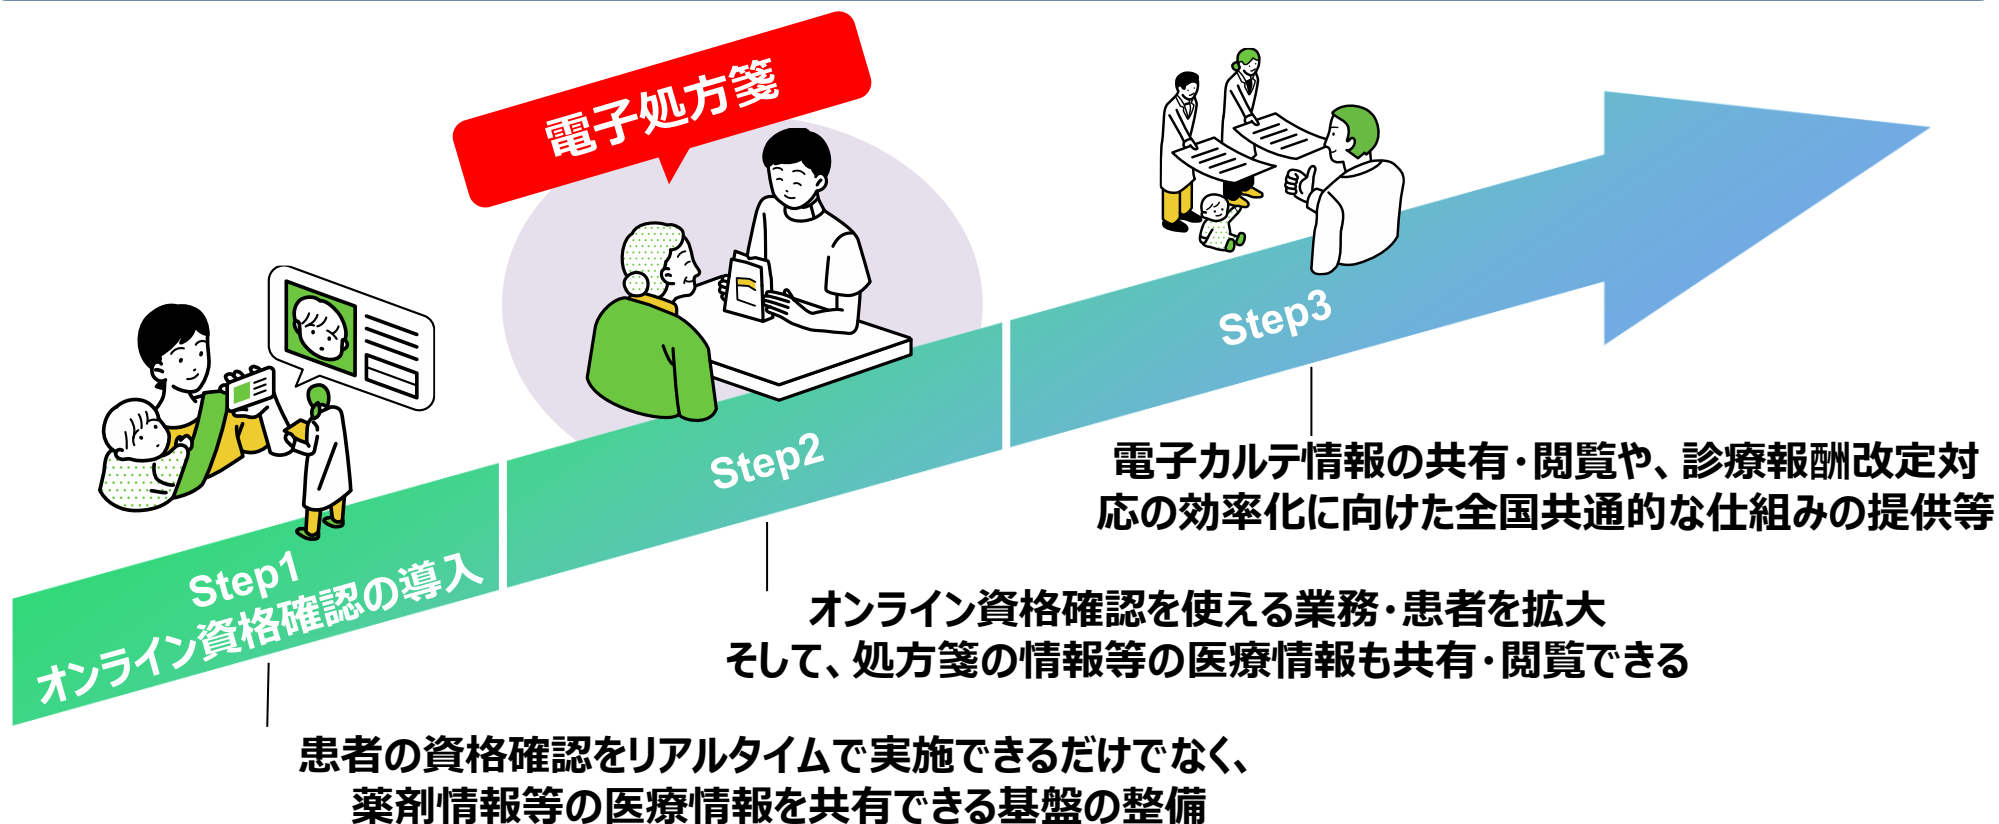 電子処方箋
Step1
オンライン資格確認の導入
Step2
Step3
電子カルテ情報の共有・閲覧や、診療報酬改定対
応の効率化に向けた全国共通的な仕組みの提供等
オンライン資格確認を使える業務・患者を拡大
そして、処方箋の情報等の医療情報も共有・閲覧できる
患者の資格確認をリアルタイムで実施できるだけでなく、
薬剤情報等の医療情報を共有できる基盤の整備